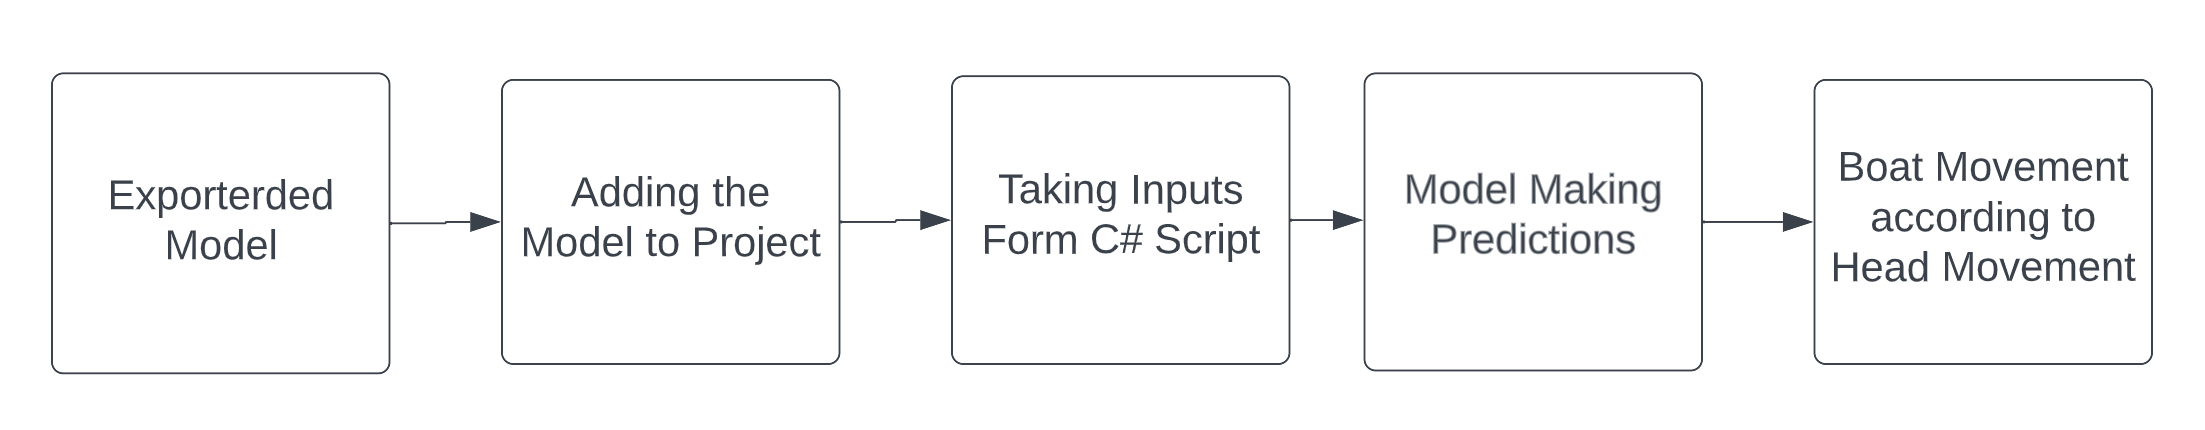 Exporterded
Model
Adding the
Model to Project
Taking Inputs
Form C# Script
Model Making
Predictions
Boat Movement
according to
Head Movement